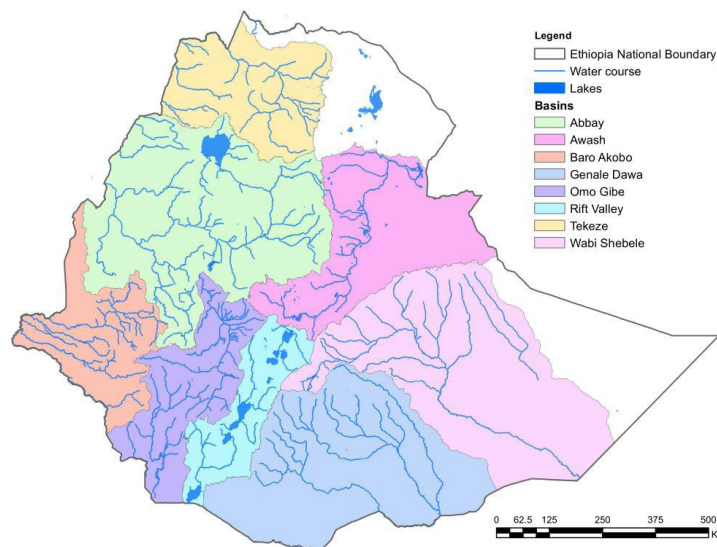 Legend
Ethiopia National Boundary
Water course
Lakes
Basins
Abbay
Awash
Baro Akobo
Genale Dawa
Omo Gibe
Rift Valley
Tekeze
Wabi Shebele
0 62.5 125 250 375 500
K